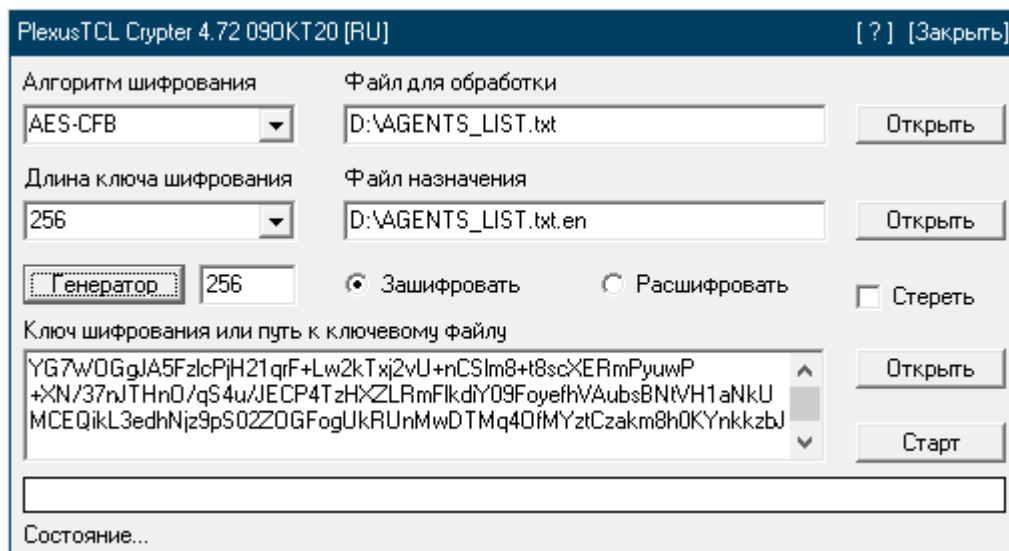 PlexusTCL Crypter 4.72 09OKT20 [RU] [ ? ] [Закрыть]
Алгоритм шифрования Файл для обработки
AES-CFB D:\AGENTS_LIST.txt Открыть
Длина ключа шифрования Файл назначения
256 D:\AGENTS_LIST.txt.en Открыть
Генератор 256 Зашифровать Расшифровать Стереть
Ключ шифрования или путь к ключевому файлу
YG7WOGgJA5FzIcPjH21qrF+Lw2kTxj2vU+nCSIm8+t8scXERmPyuwP
+XN/37nJTHnO/qS4u/JECP4TzHXZLRmFIkdiY09FoyefhVAubsBNtVH1aNkU
MCEQikL3edhNjz9pS02ZOGFogUkRUnMwDTMq4OfMYztCzakm8h0KYnkkzbJ
Открыть
Старт
Состояние...